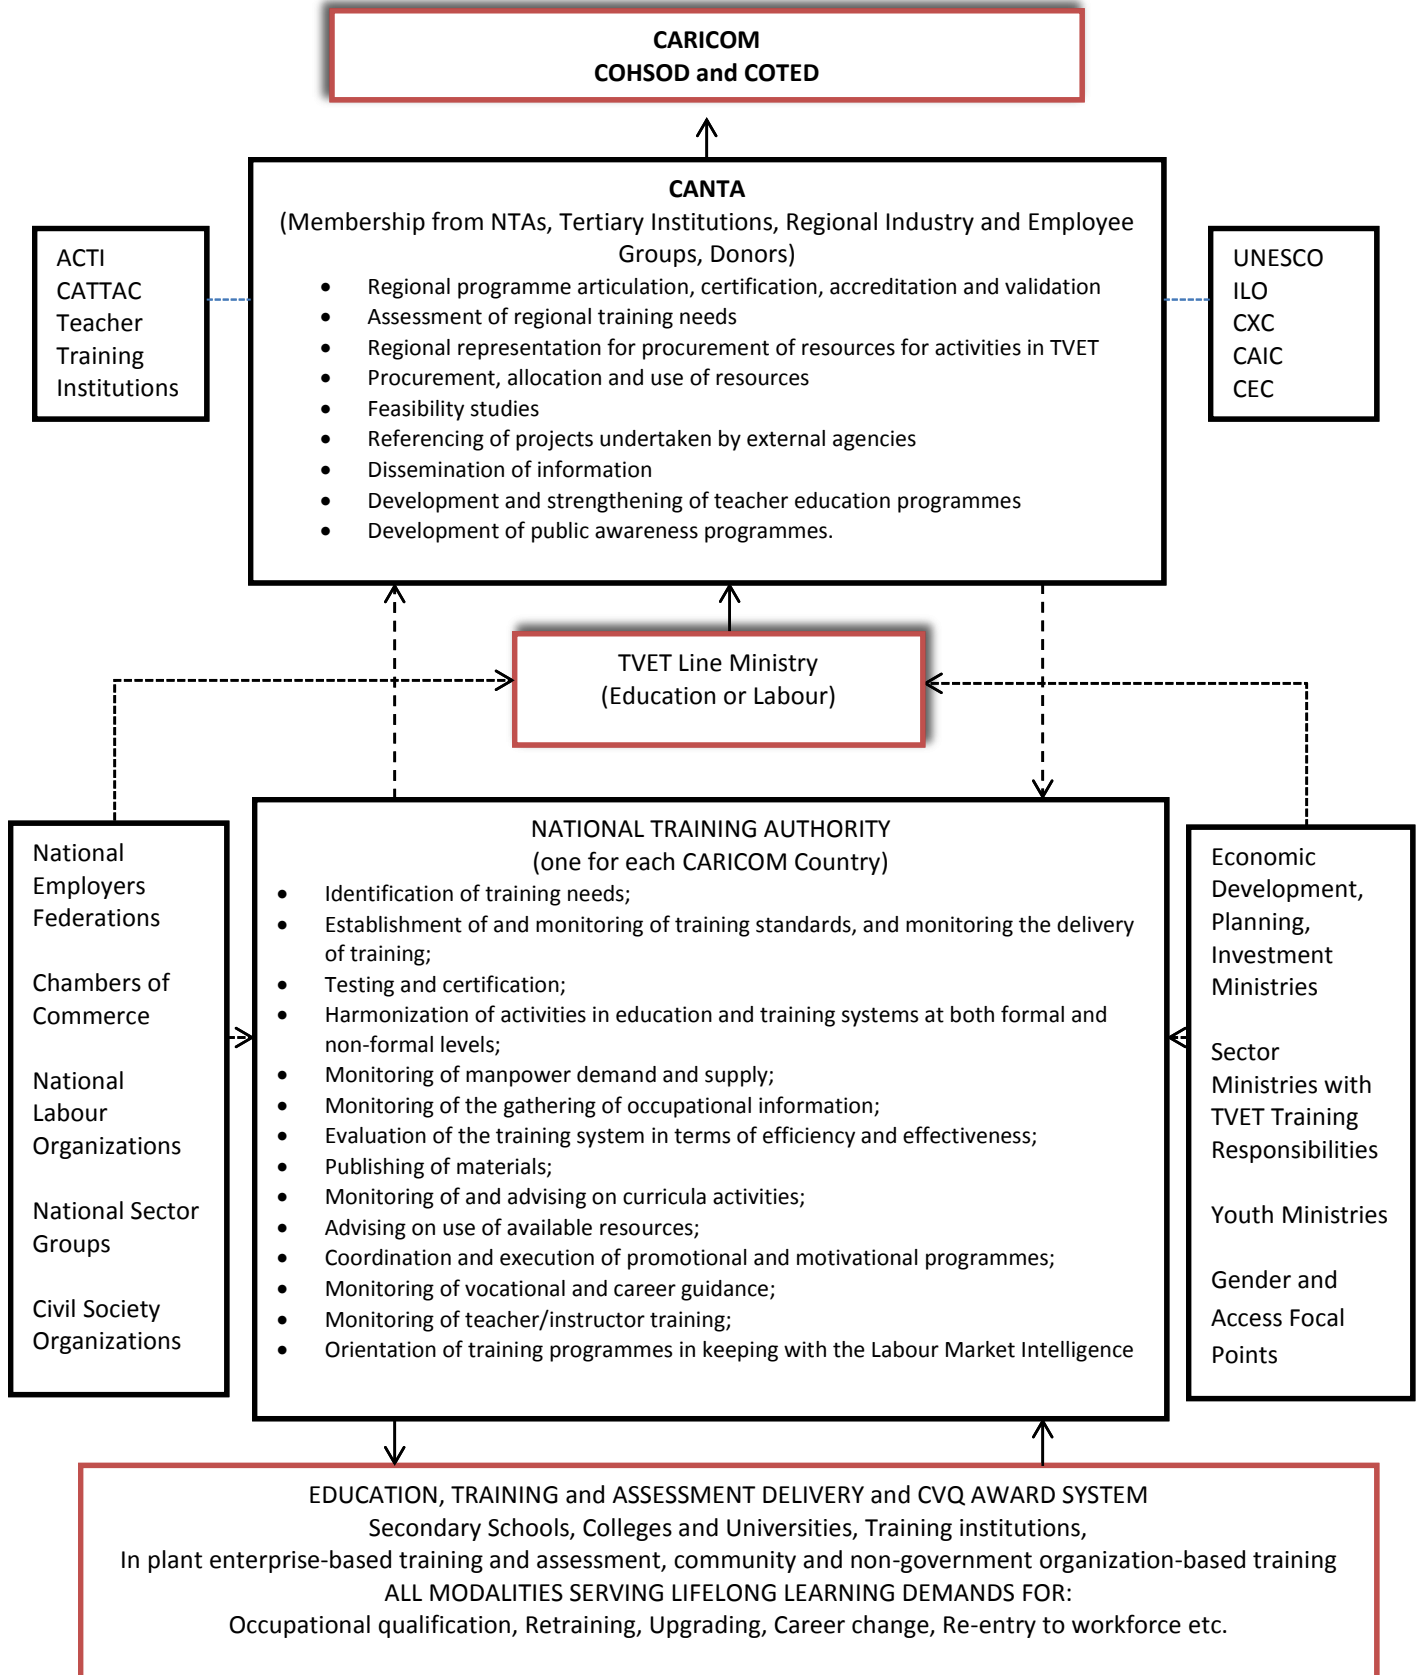 CARICOM
COHSOD and COTED
CANTA
(Membership from NTAs, Tertiary Institutions, Regional Industry and Employee
Groups, Donors)
• Regional programme articulation, certification, accreditation and validation
• Assessment of regional training needs
• Regional representation for procurement of resources for activities in TVET
• Procurement, allocation and use of resources
• Feasibility studies
• Referencing of projects undertaken by external agencies
• Dissemination of information
• Development and strengthening of teacher education programmes
• Development of public awareness programmes.
ACTI
CATTAC
Teacher
Training
Institutions
UNESCO
ILO
CXC
CAIC
CEC
TVET Line Ministry
(Education or Labour)
National
Employers
Federations
Chambers of
Commerce
National
Labour
Organizations
National Sector
Groups
Civil Society
Organizations
NATIONAL TRAINING AUTHORITY
(one for each CARICOM Country)
• Identification of training needs;
• Establishment of and monitoring of training standards, and monitoring the delivery
of training;
• Testing and certification;
• Harmonization of activities in education and training systems at both formal and
non-formal levels;
• Monitoring of manpower demand and supply;
• Monitoring of the gathering of occupational information;
• Evaluation of the training system in terms of efficiency and effectiveness;
• Publishing of materials;
• Monitoring of and advising on curricula activities;
• Advising on use of available resources;
• Coordination and execution of promotional and motivational programmes;
• Monitoring of vocational and career guidance;
• Monitoring of teacher/instructor training;
• Orientation of training programmes in keeping with the Labour Market Intelligence
Economic
Development,
Planning,
Investment
Ministries
Sector
Ministries with
TVET Training
Responsibilities
Youth Ministries
Gender and
Access Focal
Points
EDUCATION, TRAINING and ASSESSMENT DELIVERY and CVQ AWARD SYSTEM
Secondary Schools, Colleges and Universities, Training institutions,
In plant enterprise-based training and assessment, community and non-government organization-based training
ALL MODALITIES SERVING LIFELONG LEARNING DEMANDS FOR:
Occupational qualification, Retraining, Upgrading, Career change, Re-entry to workforce etc.